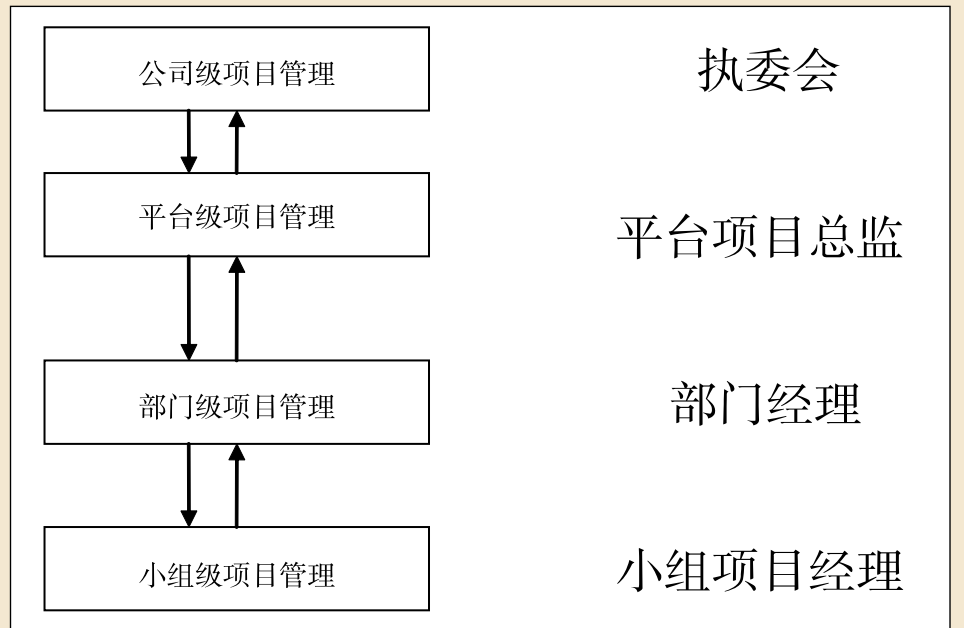 公司级项目管理
执委会
平台级项目管理
平台项目总监
部门级项目管理
部门经理
小组级项目管理
小组项目经理